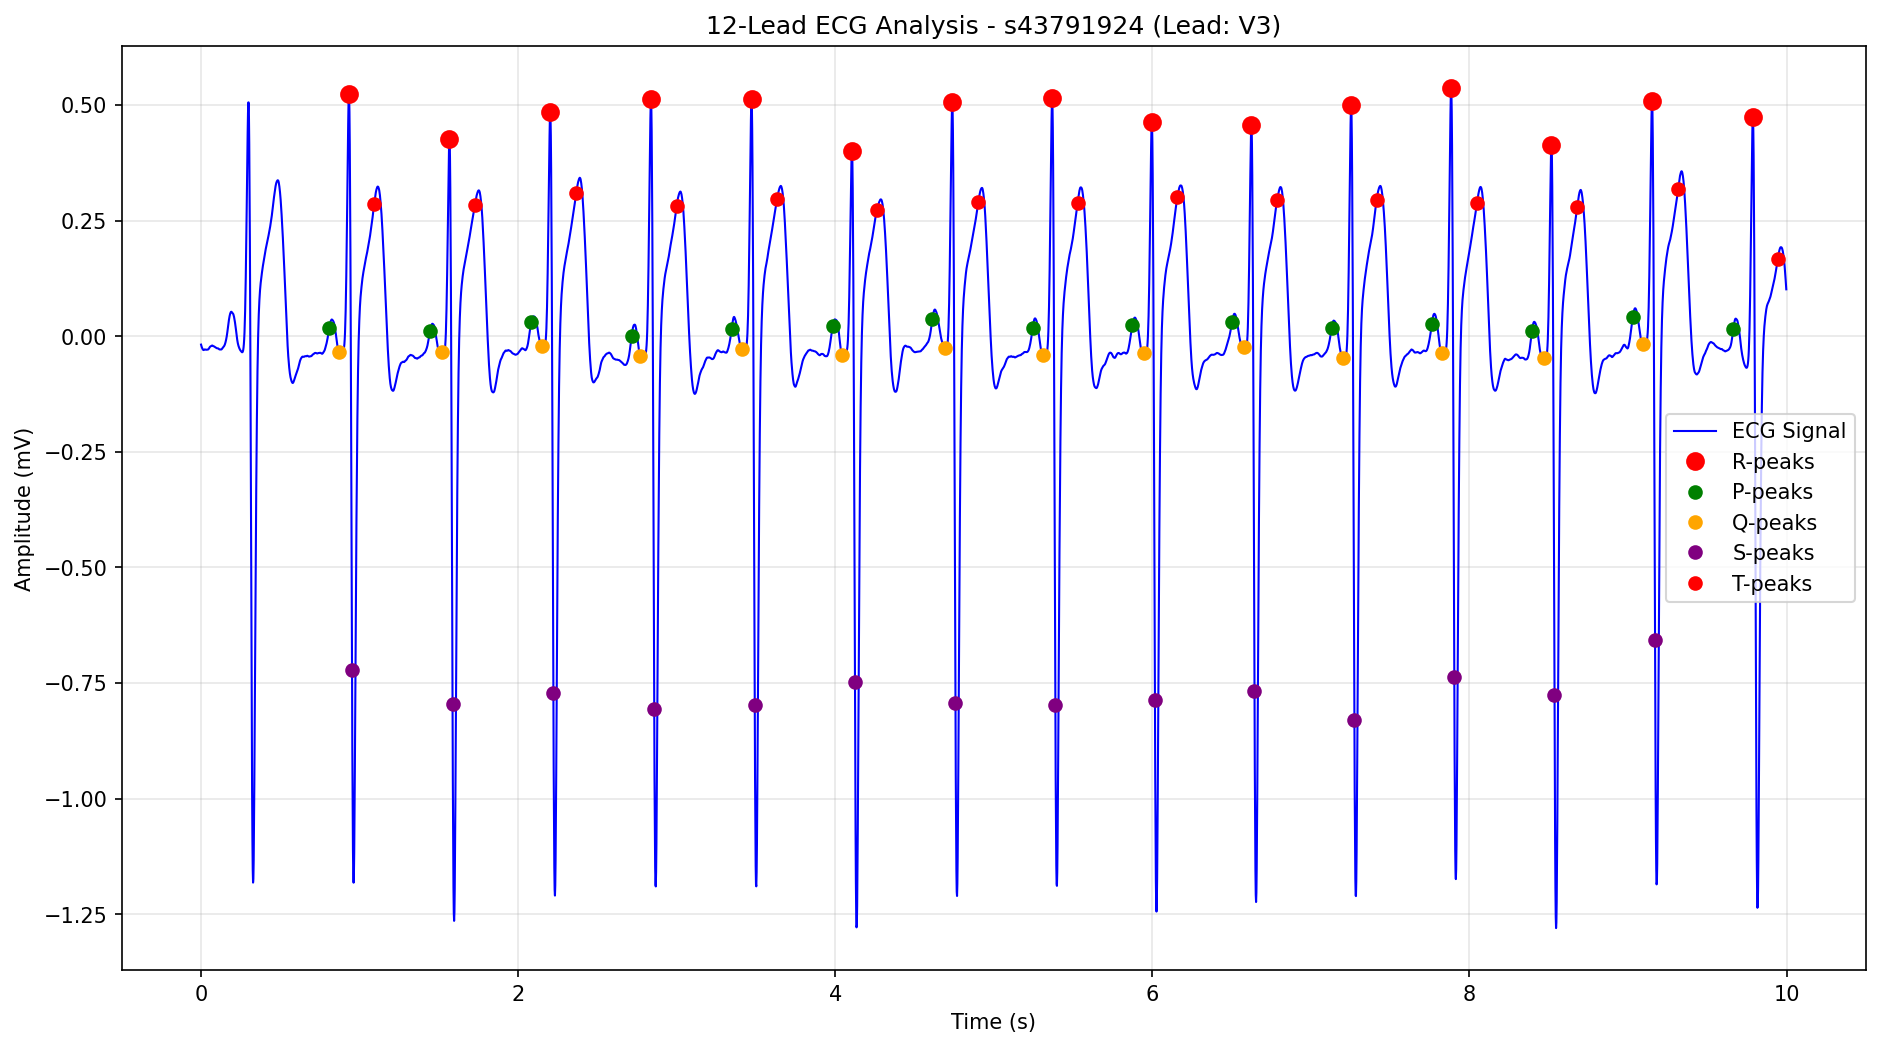 12-Lead ECG Analysis - s43791924 (Lead: V3)
Amplitude (mV)
0.50
0.25
0.00
−0.25
−0.50
−0.75
−1.00
−1.25
ECG Signal
R-peaks
P-peaks
Q-peaks
S-peaks
T-peaks
0 2 4 6 8 10
Time (s)